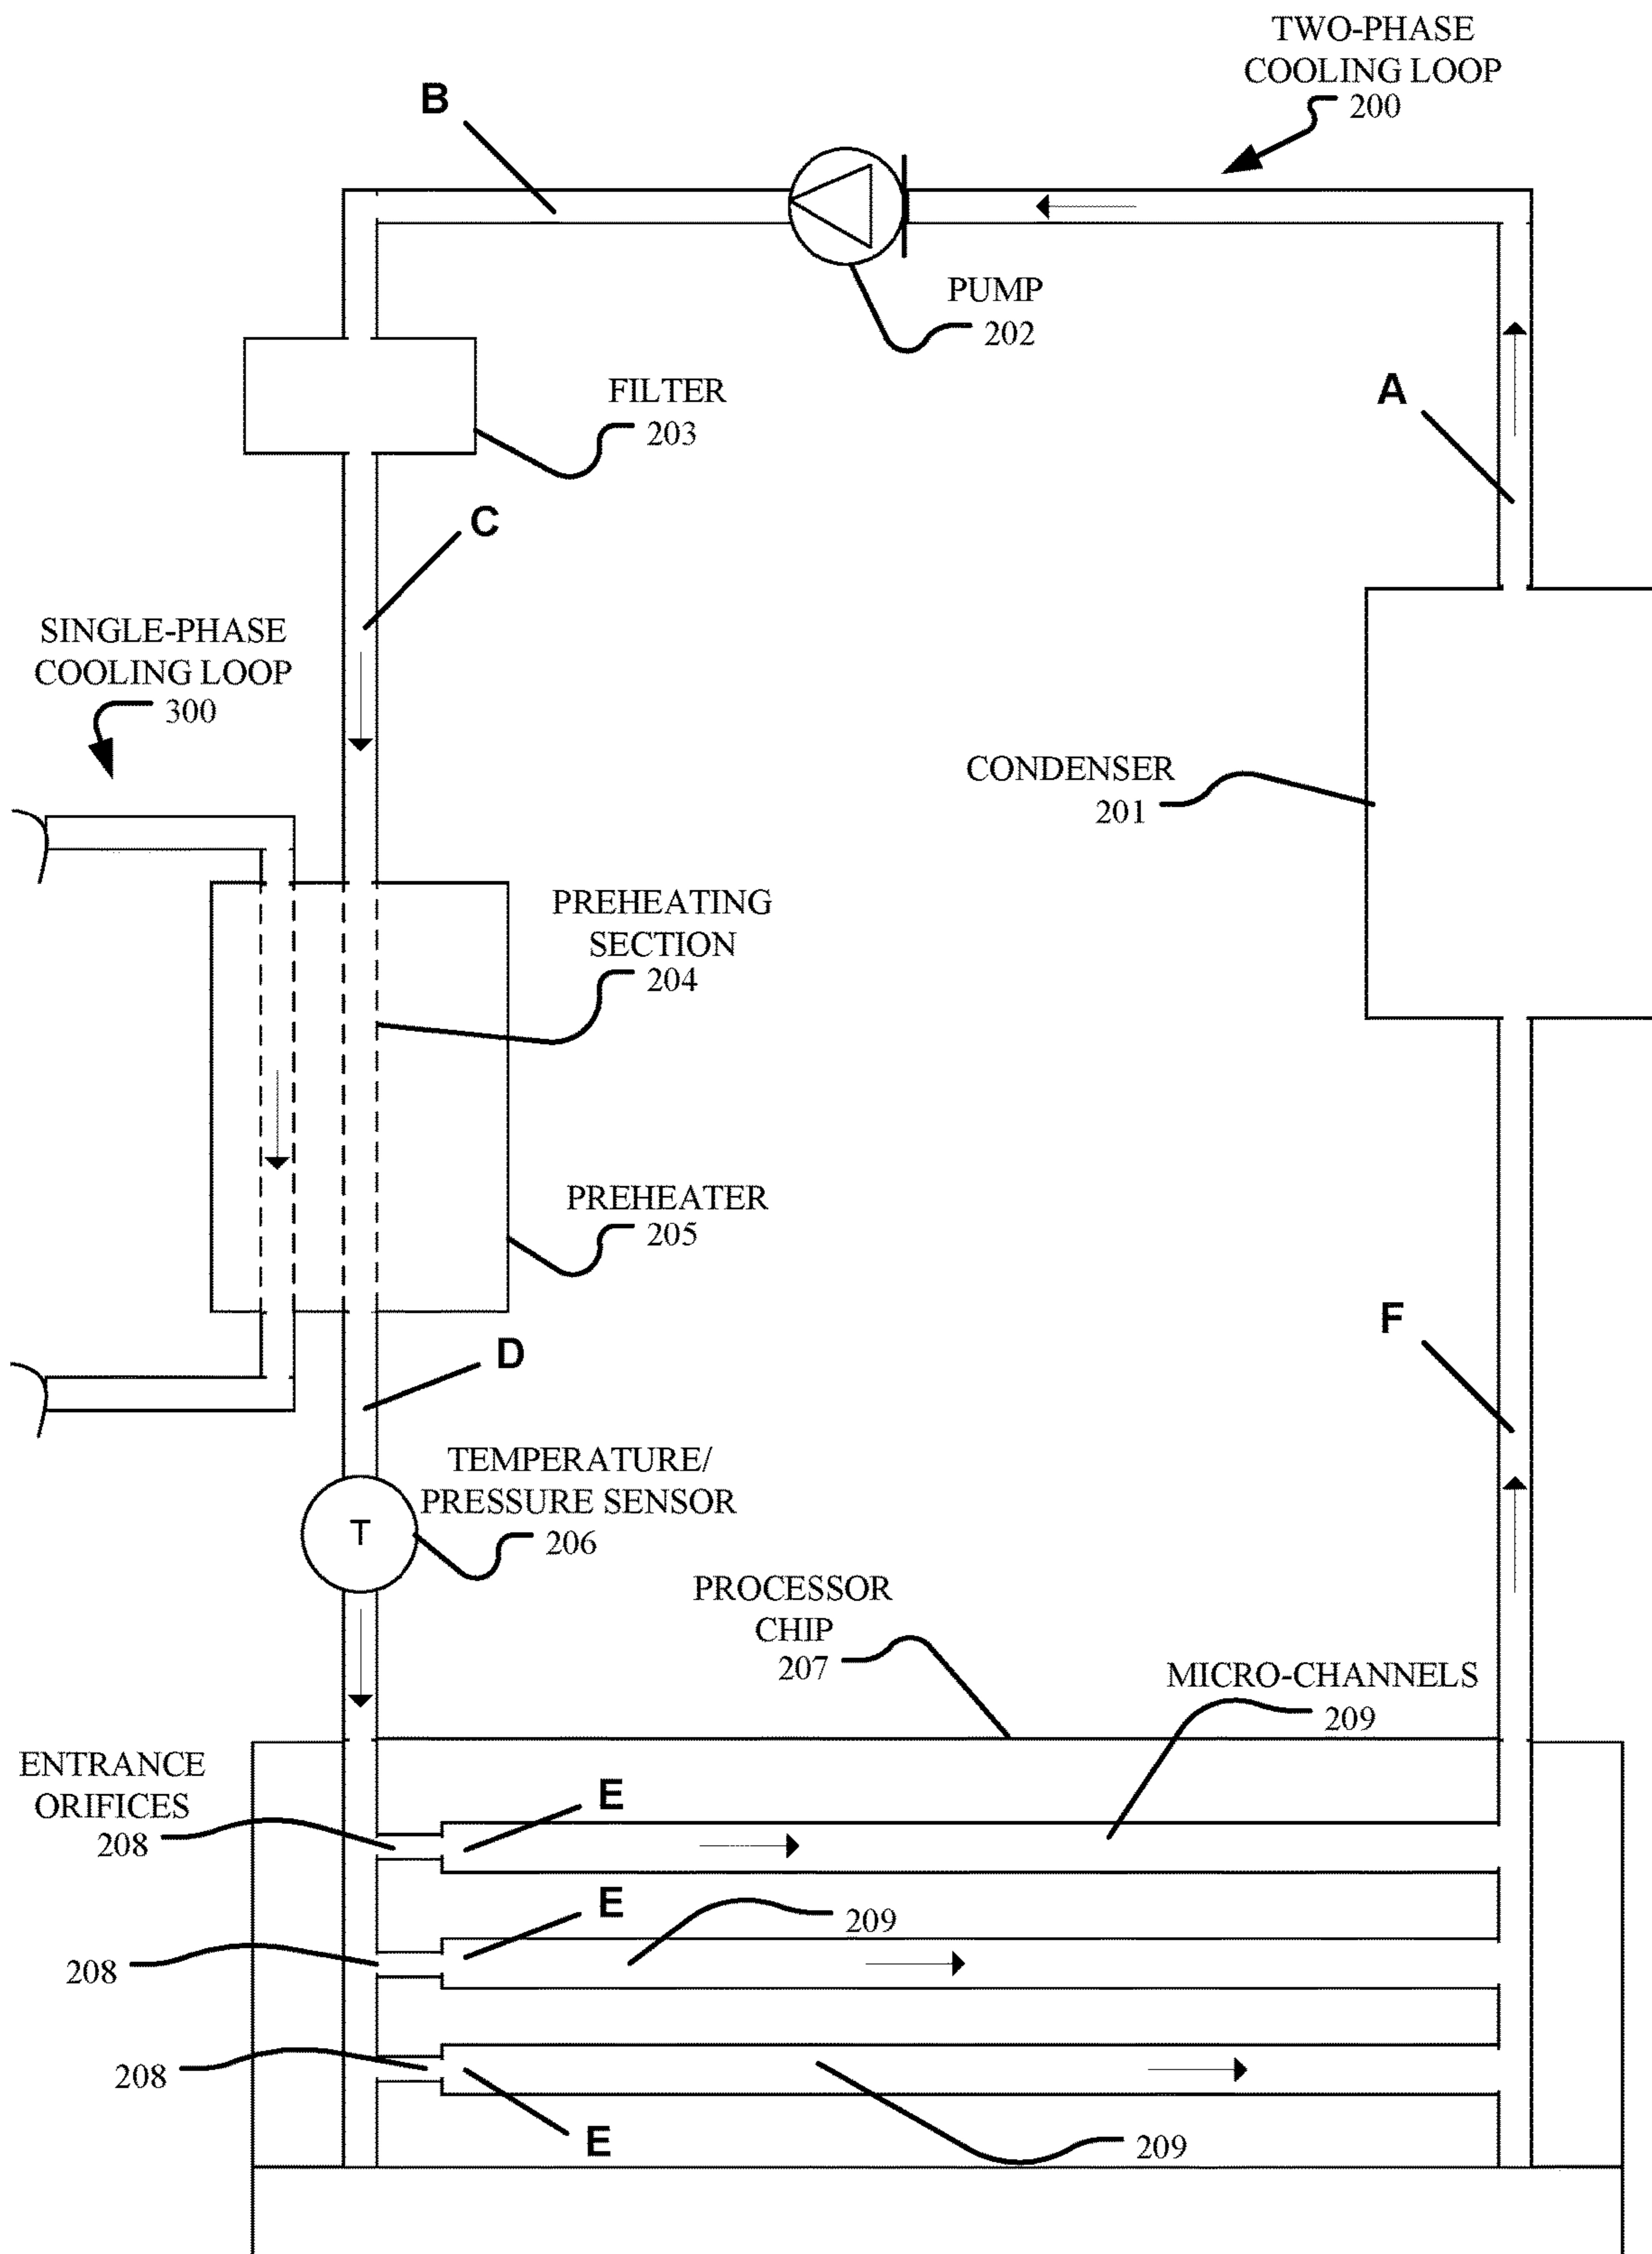 TWO-PHASE
COOLING LOOP
200
B
PUMP
202
A
FILTER
203
C
SINGLE-PHASE
COOLING LOOP
300
CONDENSER
201
PREHEATING
SECTION
204
PREHEATER
205
F
D
TEMPERATURE/
PRESSURE SENSOR
206
T
PROCESSOR
CHIP
207
MICRO-CHANNELS
209
ENTRANCE
ORIFICES
208
E
E
209
208
208
E
209